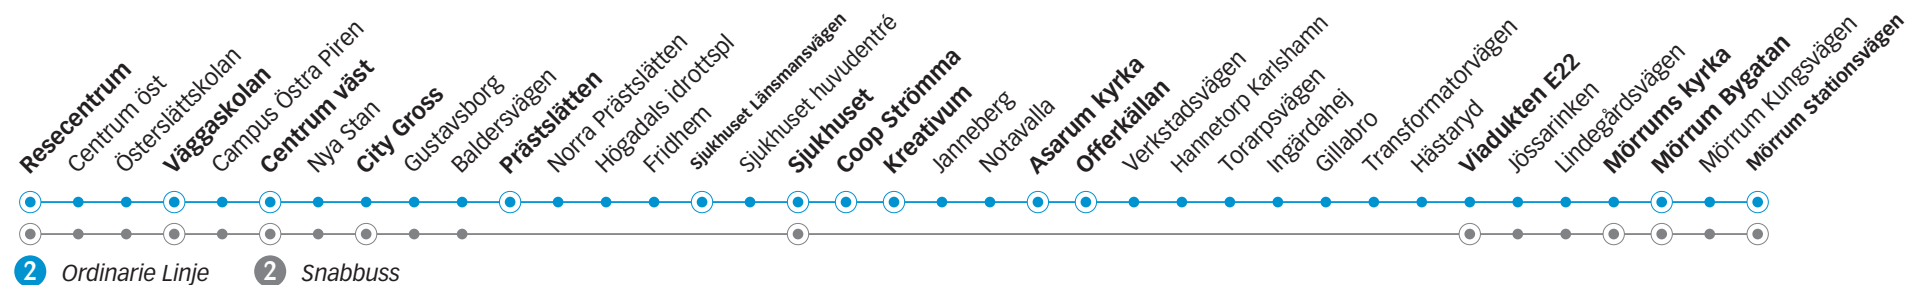 Resecentrum
Centrum öst
Österslättskolan
Väggaskolan
Campus Östra Piren
Centrum väst
Nya Stan
City Gross
Gustavsborg
Baldersvägen
Prästslätten
Norra Prästslätten
Högadals idrottspl
Fridhem
Sjukhuset Länsmansvägen
Sjukhuset huvudentré
Sjukhuset
Coop Strömma
Kreativum
Janneberg
Notavalla
Asarum kyrka
Offerkällan
Verkstadsvägen
Hannetorp Karlshamn
Torarpsvägen
Ingärdahej
Gillabro
Transformatorvägen
Hästaryd
Viadukten E22
Jössarinken
Lindegårdsvägen
Mörrums kyrka
Mörrum Bygatan
Mörrum Kungsvägen
Mörrum Stationsvägen
2 Ordinarie Linje 2 Snabbuss